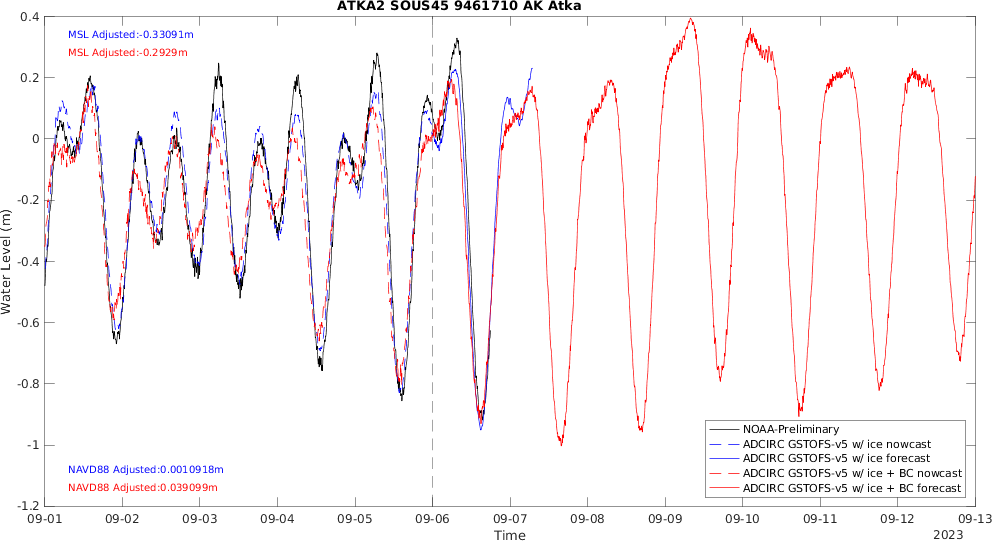 ATKA2 SOUS45 9461710 AK Atka
MSL Adjusted:-0.33091m
MSL Adjusted:-0.2929m
0.4
0.2
0
-0.2
-0.4
-0.6
-0.8
-1
-1.2
Water Level (m)
NAVD88 Adjusted:0.0010918m
NAVD88 Adjusted:0.039099m
NOAA-Preliminary
ADCIRC GSTOFS-v5 w/ ice nowcast
ADCIRC GSTOFS-v5 w/ ice forecast
ADCIRC GSTOFS-v5 w/ ice + BC nowcast
ADCIRC GSTOFS-v5 w/ ice + BC forecast
09-01 09-02 09-03 09-04 09-05 09-06 09-07 09-08 09-09 09-10 09-11 09-12 09-13
Time
2023